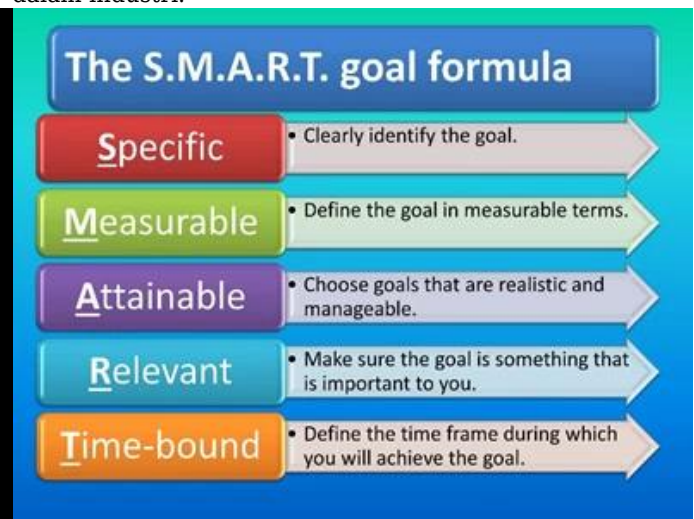 dalam industri.
The S.M.A.R.T. goal formula
Specific
• Clearly identify the goal.
Measurable
• Define the goal in measurable terms.
Attainable
• Choose goals that are realistic and
manageable.
Relevant
• Make sure the goal is something that
is important to you.
Time-bound
• Define the time frame during which
you will achieve the goal.